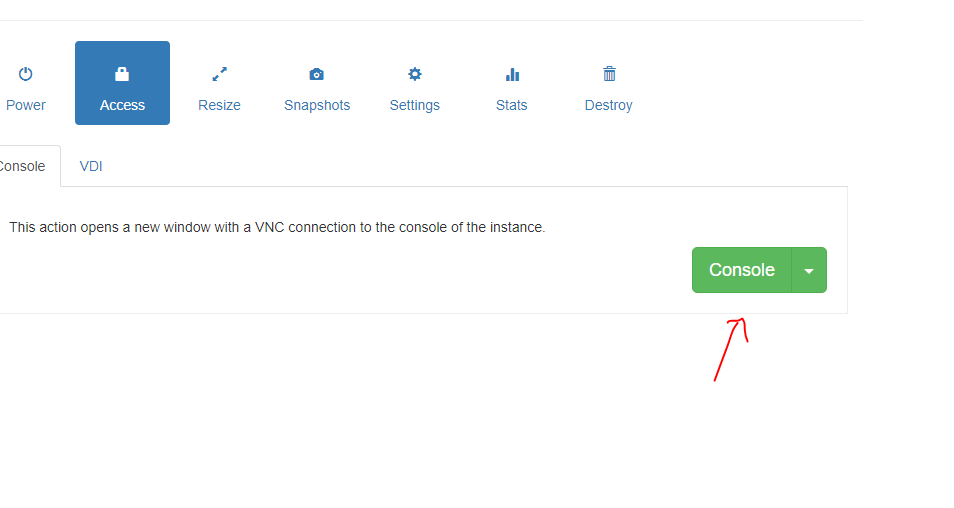 Power Access Resize Snapshots Settings Stats Destroy
Console VDI
This action opens a new window with a VNC connection to the console of the instance.
Console